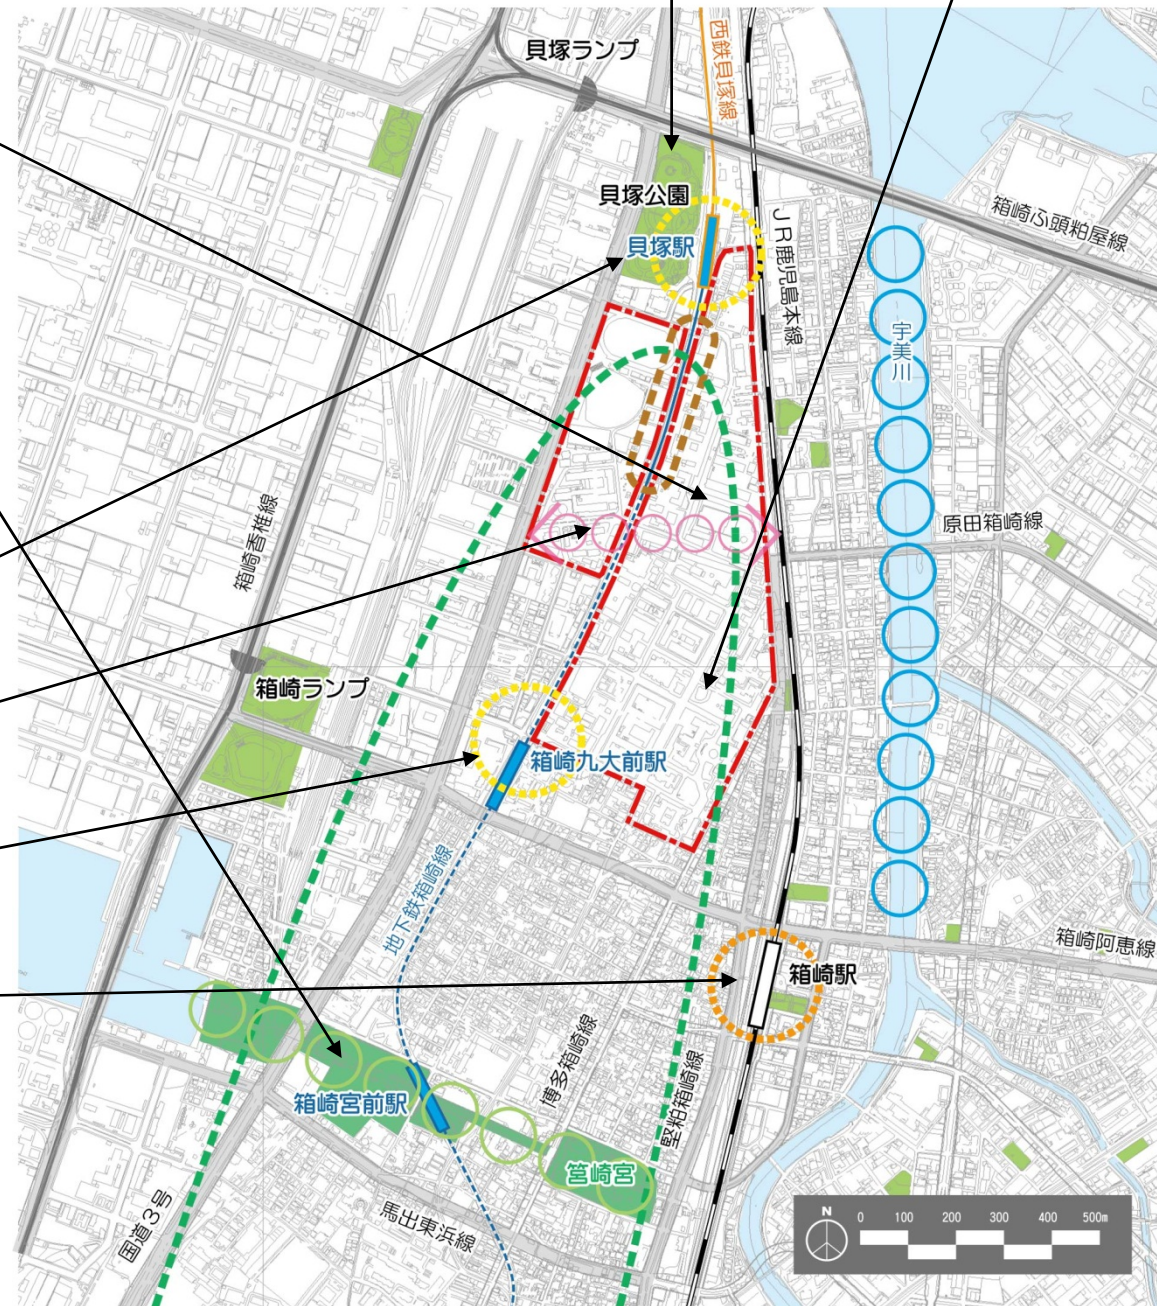 貝塚ランプ
西鉄貝塚線
貝塚公園
貝塚駅
JR鹿児島本線
箱崎ふ頭粕屋線
宇美川
箱崎香椎線
原田箱崎線
箱崎ランプ
箱崎九大前駅
地下鉄箱崎線
箱崎阿恵線
箱崎駅
博多箱崎線
堅粕箱崎線
箱崎宮前駅
筥崎宮
国道3号
馬出東浜線
N
0 100 200 300 400 500m